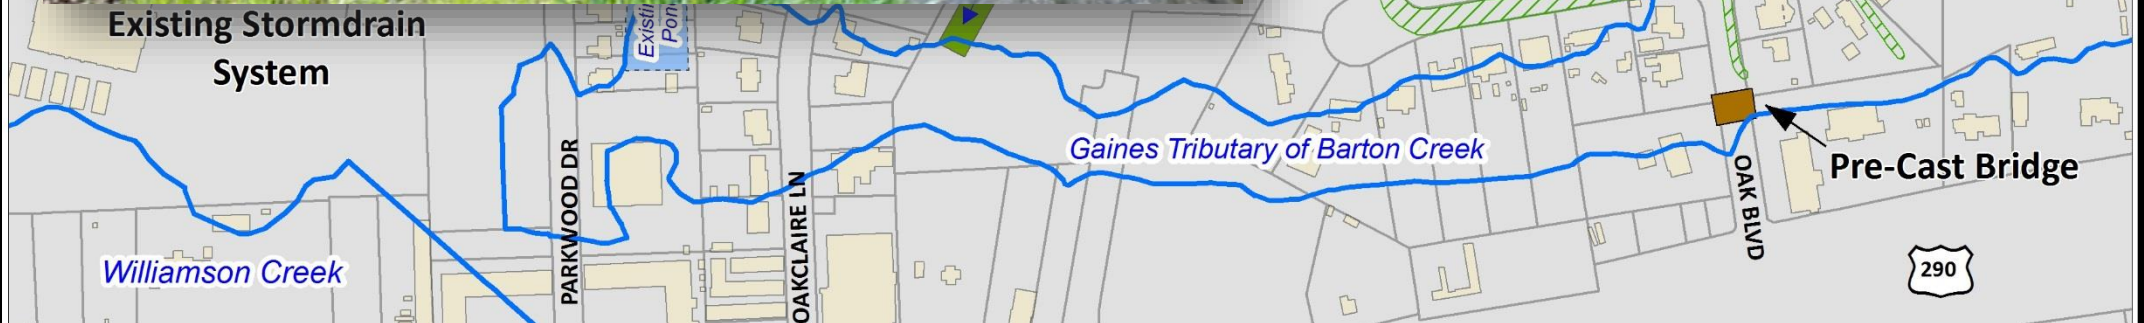 Existing Stormdrain
System
Pon
Gaines Tributary of Barton Creek
Pre-Cast Bridge
PARKWOOD DR
OAKCLAIRE LN
OAK BLVD
Williamson Creek
290